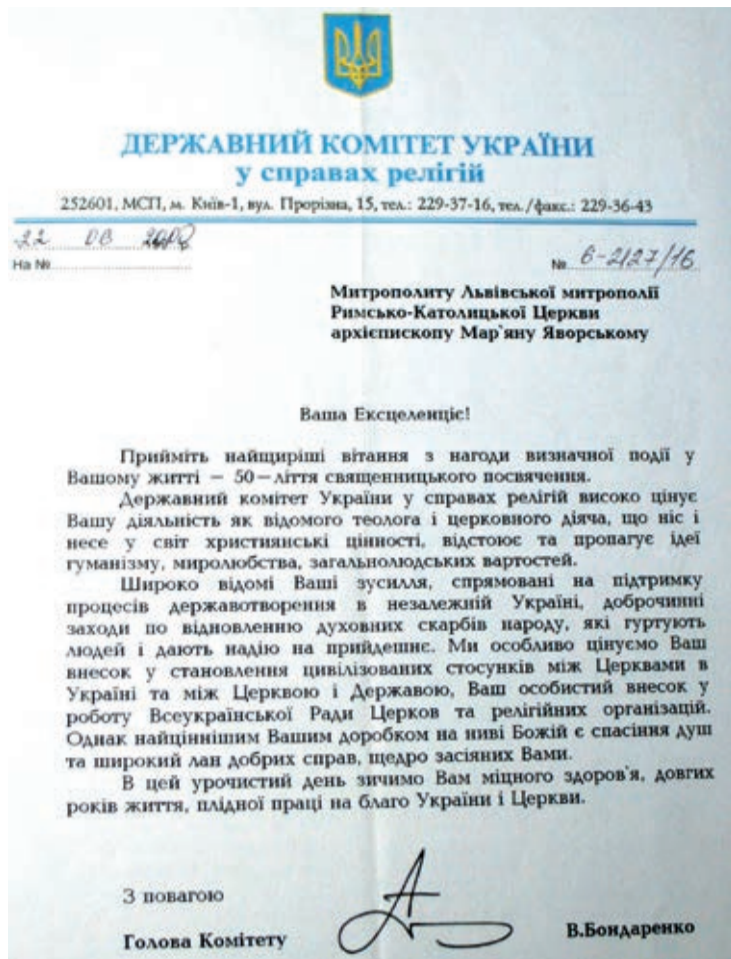 ДЕРЖАВНИЙ КОМІТЕТ УКРАЇНИ
у справах релігій
252601, МСП, м. Київ-1, вул. Прорізна, 15, тел.: 229-37-16, тел./факс.: 229-36-43
22 06
На № № 6-2127/16
Митрополиту Львівської митрополії
Римсько-Католицької Церкви
архієпископу Мар`яну Яворському
Ваша Ексцеленціє!
Прийміть найщиріші вітання з нагоди визначної події у
Вашому житті — 50—ліття священницького посвячення.
Державний комітет України у справах релігій високо цінує
Вашу діяльність як відомого теолога і церковного діяча, що ніс і
несе у світ християнські цінності, відстоює та пропагує ідеї
гуманізму, миролюбства, загальнолюдських вартостей.
Широко відомі Ваші зусилля, спрямовані на підтримку
процесів державотворення в незалежній Україні, доброчинні
заходи по відновленню духовних скарбів народу, які гуртують
людей і дають надію на прийдешнє. Ми особливо цінуємо Ваш
внесок у становлення цивілізованих стосунків між Церквами в
Україні та між Церквою і Державою, Ваш особистий внесок у
роботу Всеукраїнської Ради Церков та релігійних організацій.
Однак найціннішим Вашим доробком на ниві Божій є спасіння душ
та широкий лан добрих справ, щедро засіяних Вами.
В цей урочистий день зичимо Вам міцного здоров`я, довгих
років життя, плідної праці на благо України і Церкви.
З повагою
Голова Комітету В.Бондаренко